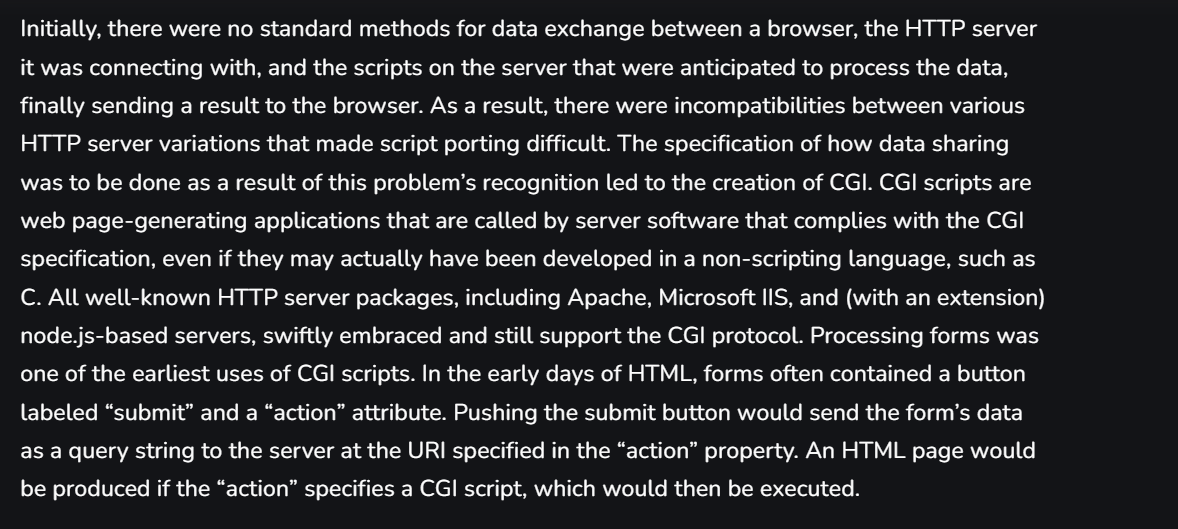 Initially, there were no standard methods for data exchange between a browser, the HTTP server
it was connecting with, and the scripts on the server that were anticipated to process the data,
finally sending a result to the browser. As a result, there were incompatibilities between various
HTTP server variations that made script porting difficult. The specification of how data sharing
was to be done as a result of this problem’s recognition led to the creation of CGI. CGI scripts are
web page-generating applications that are called by server software that complies with the CGI
specification, even if they may actually have been developed in a non-scripting language, such as
C. All well-known HTTP server packages, including Apache, Microsoft IIS, and (with an extension)
node.js-based servers, swiftly embraced and still support the CGI protocol. Processing forms was
one of the earliest uses of CGI scripts. In the early days of HTML, forms often contained a button
labeled “submit” and a “action” attribute. Pushing the submit button would send the form’s data
as a query string to the server at the URI specified in the “action” property. An HTML page would
be produced if the “action” specifies a CGI script, which would then be executed.